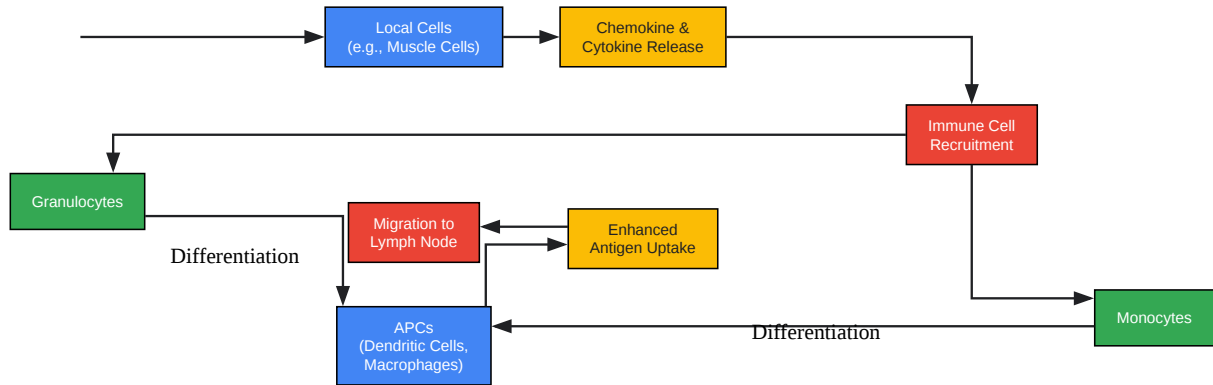 Local Cells
(e.g., Muscle Cells)
Chemokine &
Cytokine Release
Immune Cell
Recruitment
Granulocytes
Migration to
Lymph Node
Enhanced
Antigen Uptake
Differentiation
APCs
(Dendritic Cells,
Macrophages)
Differentiation
Monocytes